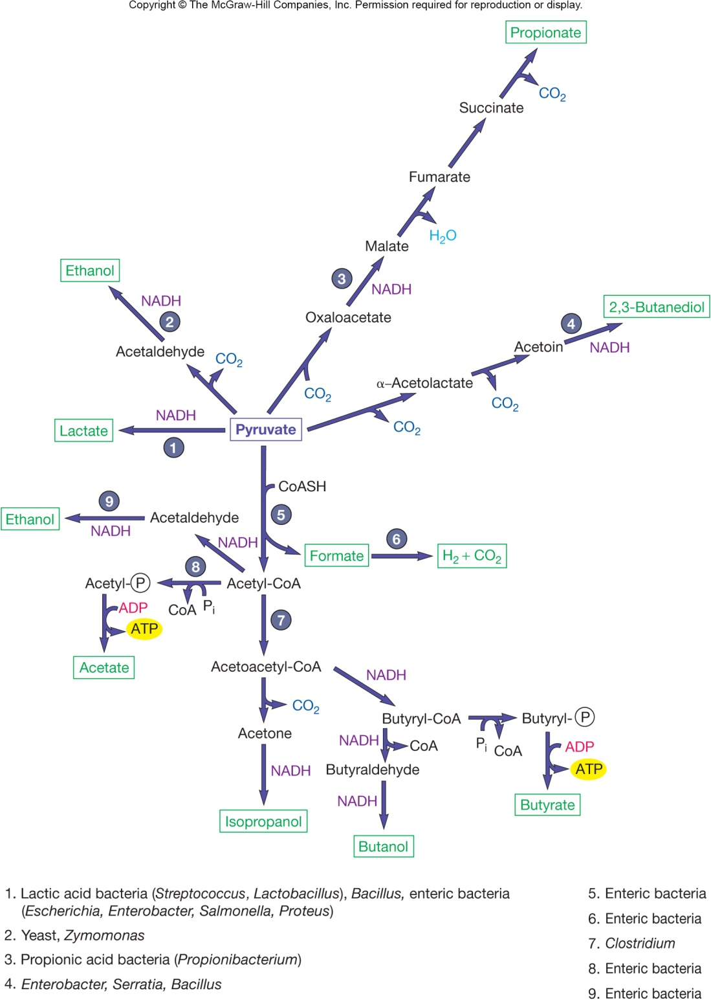 Copyright © The McGraw-Hill Companies, Inc. Permission required for reproduction or display.
Propionate
CO2
Succinate
Fumarate
H2O
Malate
3
NADH
Ethanol
NADH
2
Oxaloacetate
2,3-Butanediol
4
Acetoin
NADH
Acetaldehyde
CO2
α–Acetolactate
CO2
CO2
NADH
Lactate
Pyruvate
CO2
1
CoASH
9
5
Ethanol
Acetaldehyde
NADH
NADH
6
Formate
H2 + CO2
8
Acetyl-P
Acetyl-CoA
ADP
CoA
Pi
7
ATP
Acetate
Acetoacetyl-CoA
NADH
CO2
Butyryl-CoA
Butyryl-P
Acetone
NADH
CoA
Pi
CoA
ADP
NADH
Butyraldehyde
ATP
NADH
Butyrate
Isopropanol
Butanol
1. Lactic acid bacteria (Streptococcus, Lactobacillus), Bacillus, enteric bacteria
(Escherichia, Enterobacter, Salmonella, Proteus)
2. Yeast, Zymomonas
3. Propionic acid bacteria (Propionibacterium)
4. Enterobacter, Serratia, Bacillus
5. Enteric bacteria
6. Enteric bacteria
7. Clostridium
8. Enteric bacteria
9. Enteric bacteria